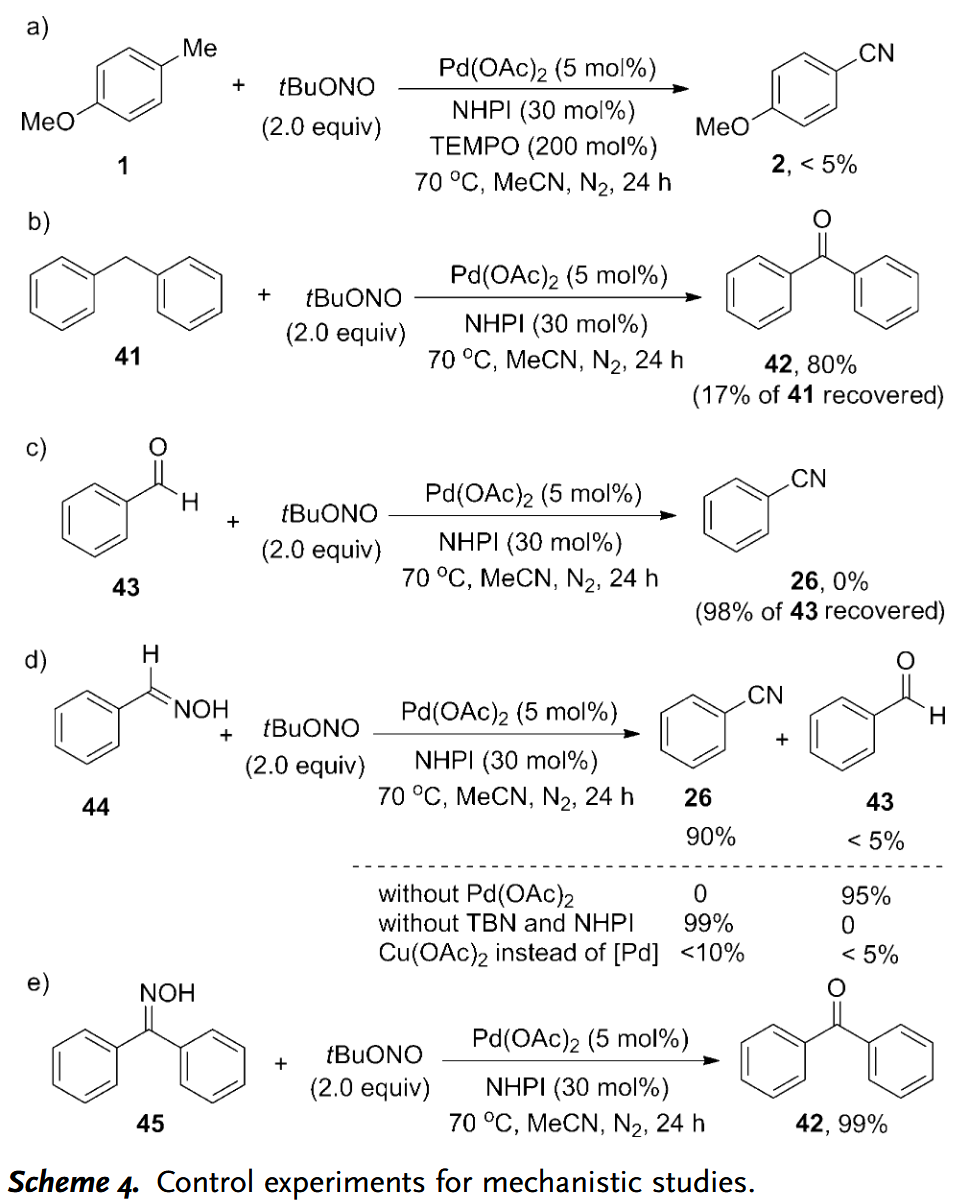 a)
Me
MeO
1
+
tBuONO
(2.0 equiv)
Pd(OAc)2 (5 mol%)
NHPI (30 mol%)
TEMPO (200 mol%)
70 oC, MeCN, N2, 24 h
CN
MeO
2, < 5%
b)
41
+
tBuONO
(2.0 equiv)
Pd(OAc)2 (5 mol%)
NHPI (30 mol%)
70 oC, MeCN, N2, 24 h
O
42, 80%
(17% of 41 recovered)
c)
O
H
43
+
tBuONO
(2.0 equiv)
Pd(OAc)2 (5 mol%)
NHPI (30 mol%)
70 oC, MeCN, N2, 24 h
CN
26, 0%
(98% of 43 recovered)
d)
H
NOH
44
+
tBuONO
(2.0 equiv)
Pd(OAc)2 (5 mol%)
NHPI (30 mol%)
70 oC, MeCN, N2, 24 h
CN
26
+
O
H
43
90% < 5%
without Pd(OAc)2 0 95%
without TBN and NHPI 99% 0
Cu(OAc)2 instead of [Pd] <10% < 5%
e)
NOH
45
+
tBuONO
(2.0 equiv)
Pd(OAc)2 (5 mol%)
NHPI (30 mol%)
70 oC, MeCN, N2, 24 h
O
42, 99%
Scheme 4. Control experiments for mechanistic studies.